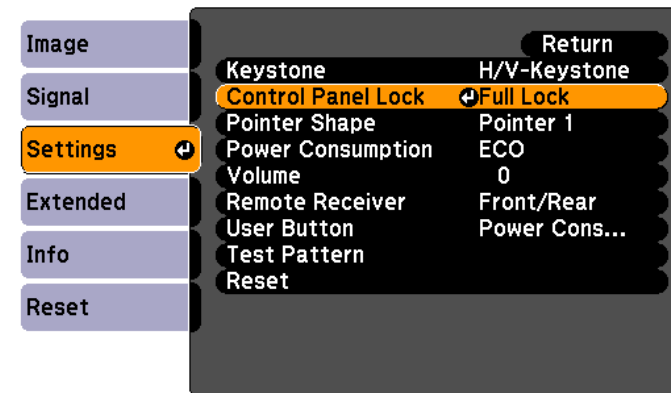 Image
Signal
Settings
Extended
Info
Reset
Return
Keystone H/V-Keystone
Control Panel Lock Full Lock
Pointer Shape Pointer 1
Power Consumption ECO
Volume 0
Remote Receiver Front/Rear
User Button Power Cons...
Test Pattern
Reset